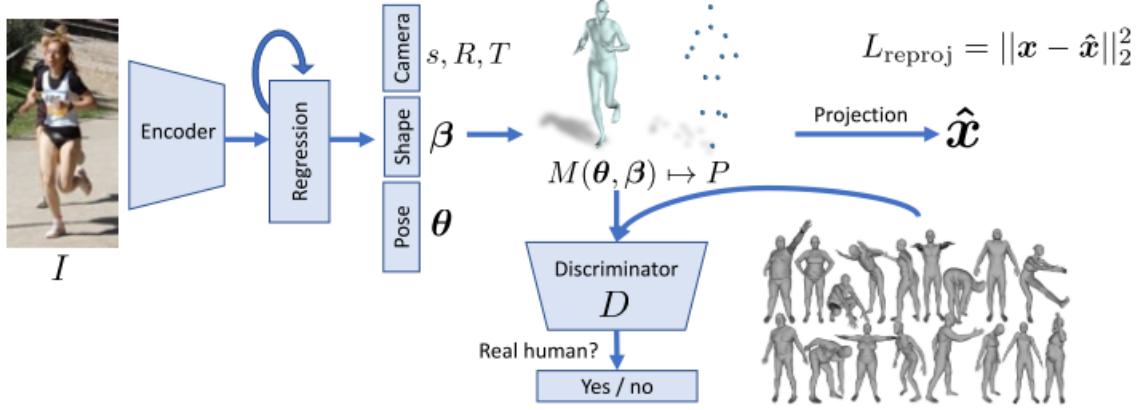 I
Encoder
Regression
Camera
s, R, T
Shape
β
Pose
θ
M(θ, β) ↦ P
Projection
x̂
L_reproj = ||x − x̂||₂²
Discriminator
D
Real human?
Yes / no